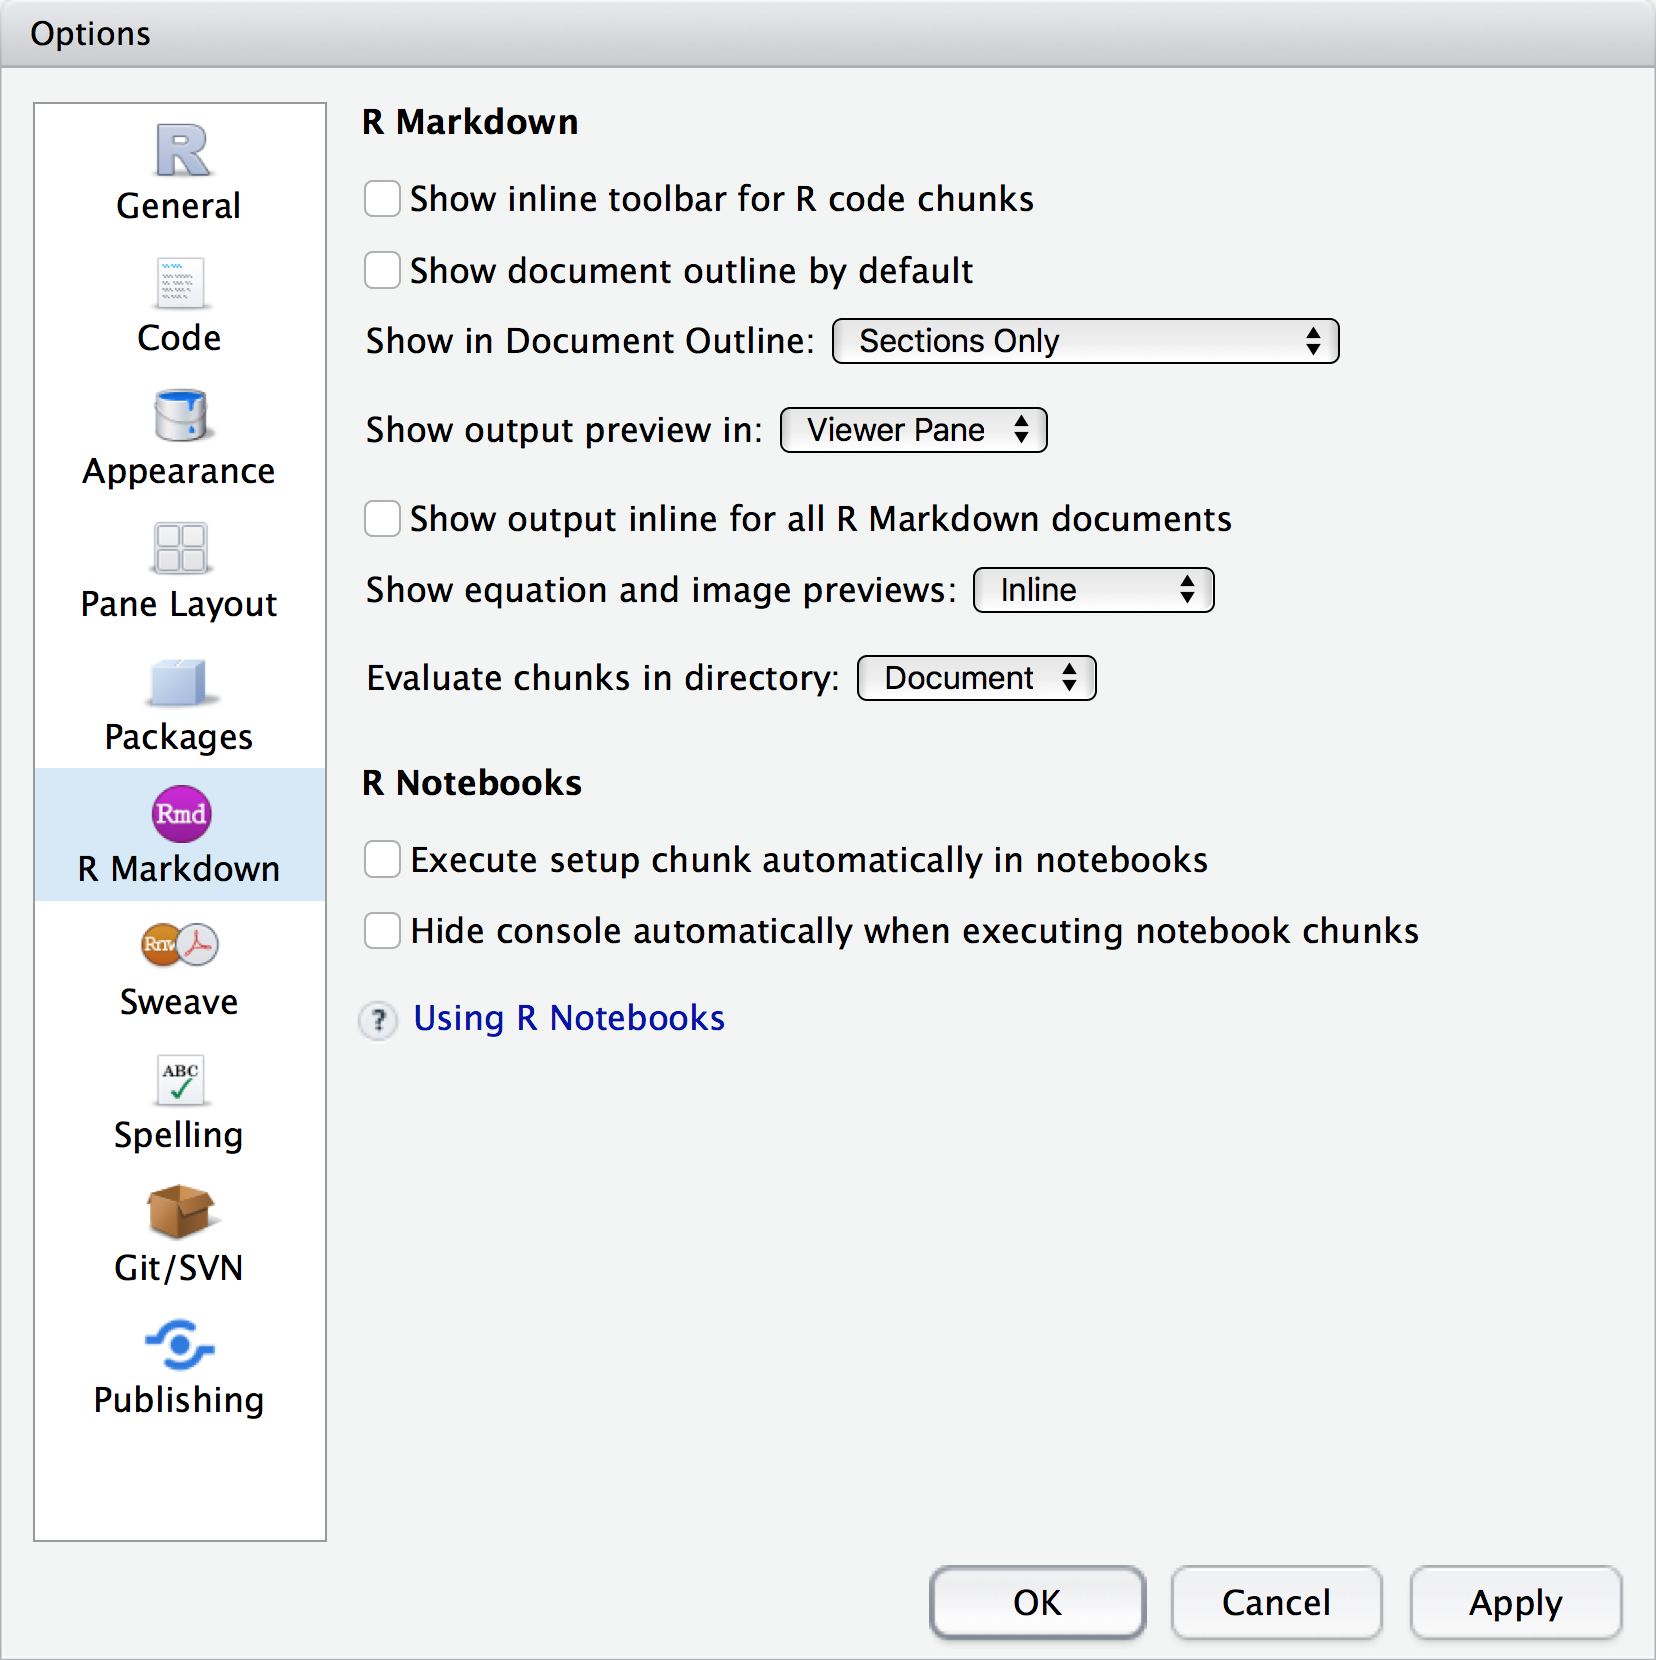 Options
General
Code
Appearance
Pane Layout
Packages
Rmd
R Markdown
Rnw
Sweave
ABC
Spelling
Git/SVN
Publishing
R Markdown
Show inline toolbar for R code chunks
Show document outline by default
Show in Document Outline: Sections Only
Show output preview in: Viewer Pane
Show output inline for all R Markdown documents
Show equation and image previews: Inline
Evaluate chunks in directory: Document
R Notebooks
Execute setup chunk automatically in notebooks
Hide console automatically when executing notebook chunks
? Using R Notebooks
OK Cancel Apply